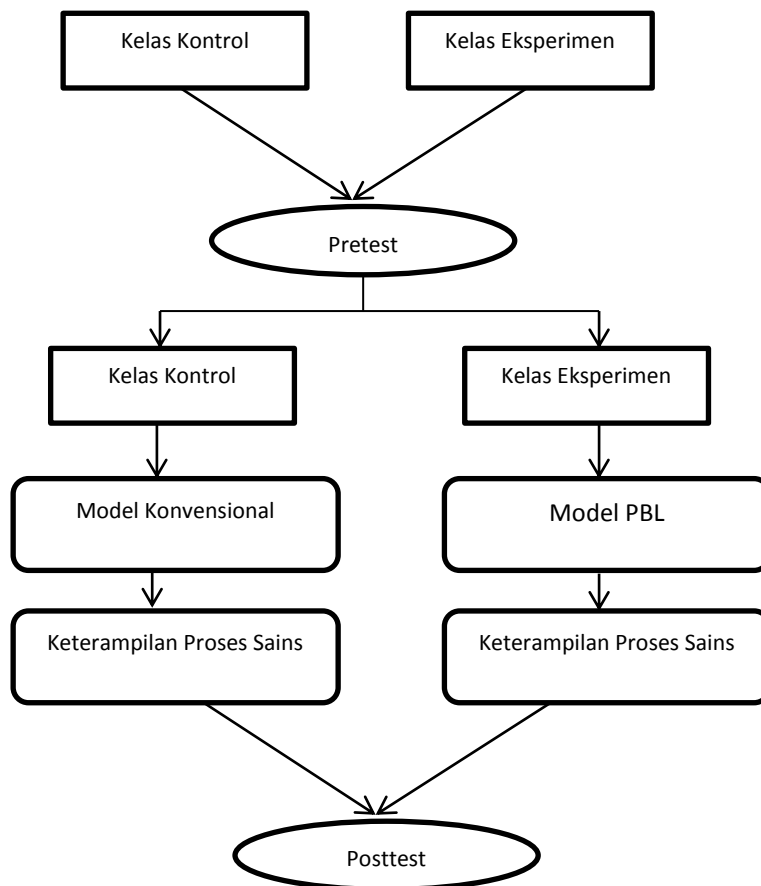 Kelas Kontrol
Kelas Eksperimen
Pretest
Kelas Kontrol
Kelas Eksperimen
Model Konvensional
Model PBL
Keterampilan Proses Sains
Keterampilan Proses Sains
Posttest